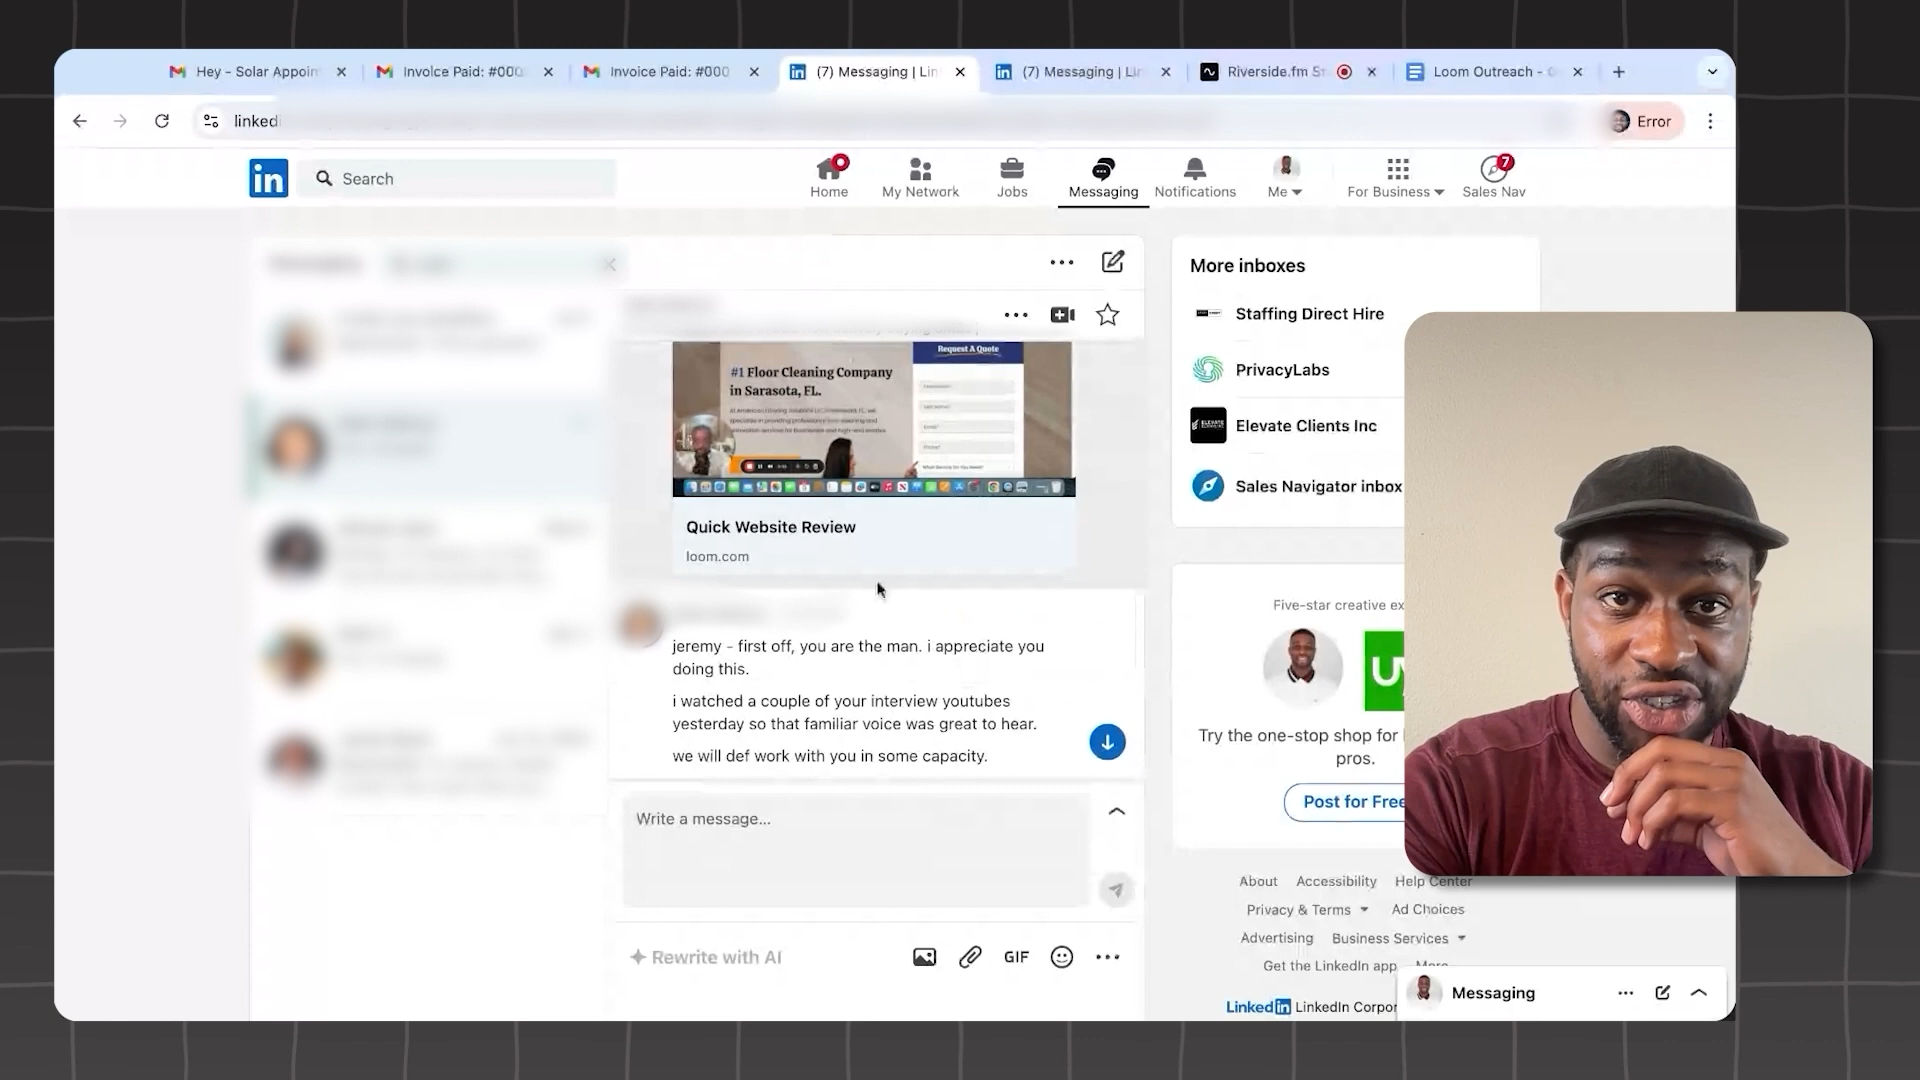 Hey - Solar Appoin
Invoice Paid: #000
Invoice Paid: #000
(7) Messaging | Lin
(7) Messaging | Li
Riverside.fm St
Loom Outreach -
linkedi
Error
in
Search
Home
My Network
Jobs
Messaging
Notifications
Me
For Business
7
Sales Nav
More inboxes
Staffing Direct Hire
PrivacyLabs
ELEVATE
Elevate Clients Inc
Sales Navigator inbox
Request A Quote
#1 Floor Cleaning Company
in Sarasota, FL.
Quick Website Review
loom.com
jeremy - first off, you are the man. i appreciate you
doing this.
i watched a couple of your interview youtubes
yesterday so that familiar voice was great to hear.
we will def work with you in some capacity.
Write a message...
Rewrite with AI
GIF
Five-star creative ex
Try the one-stop shop for
pros.
Post for Free
About Accessibility Help Center
Privacy & Terms Ad Choices
Advertising Business Services
Get the LinkedIn app More
Linkedin LinkedIn Corpor
Messaging